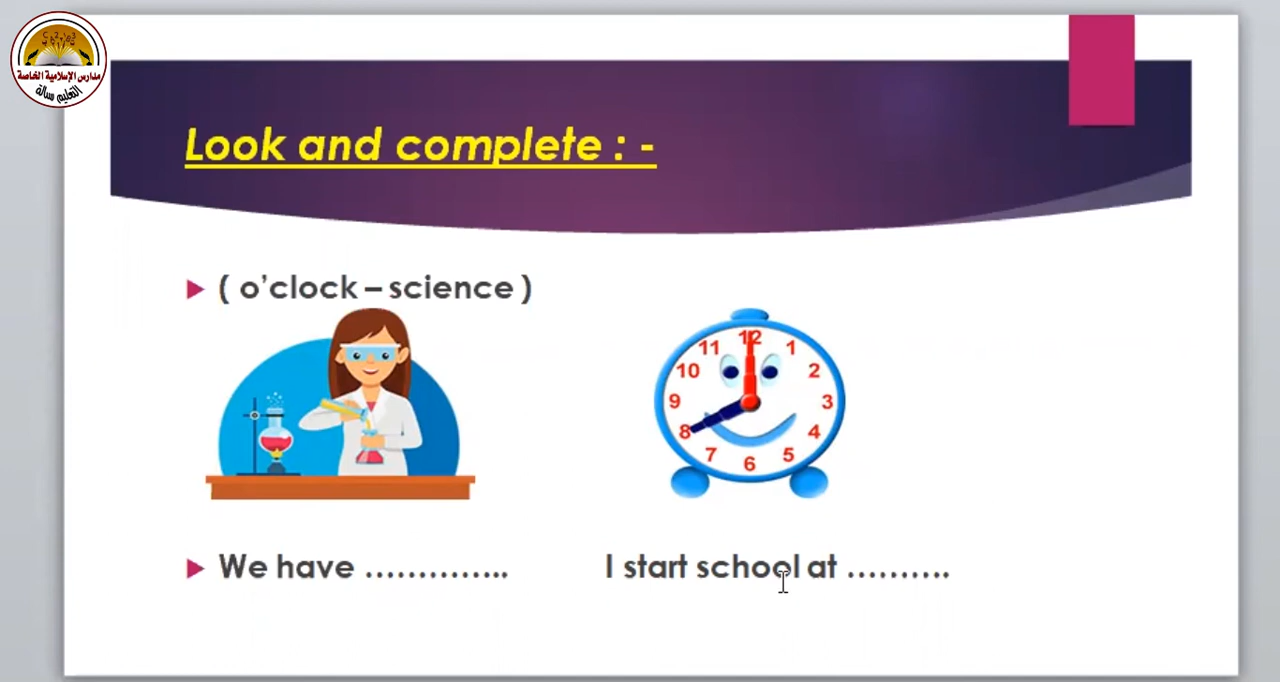 مدارس الإسلامية الخاصة
التعليم رسالة
Look and complete : -
( o’clock – science )
11 12 1
10 2
9 3
8 4
7 6 5
We have ………….. I start school at ……….